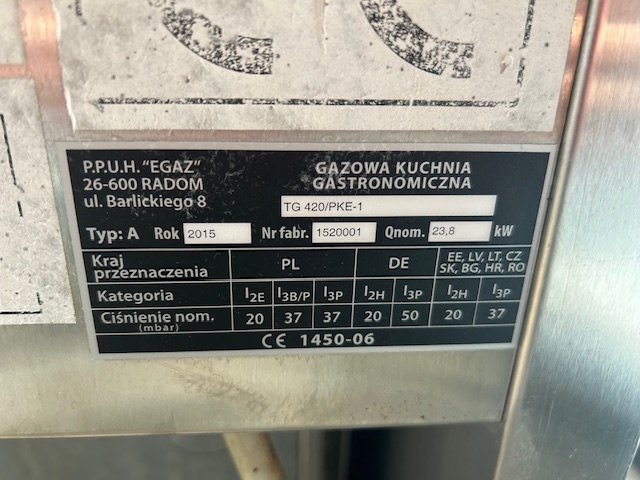 P.P.U.H. "EGAZ"
26-600 RADOM
ul. Barlickiego 8
GAZOWA KUCHNIA
GASTRONOMICZNA
TG 420/PKE-1
Typ: A Rok 2015 Nr fabr. 1520001 Qnom. 23,8 kW
Kraj przeznaczenia PL DE EE, LV, LT, CZ SK, BG, HR, RO
Kategoria I2E I3B/P I3P I2H I3P I2H I3P
Ciśnienie nom. (mbar) 20 37 37 20 50 20 37
CE 1450-06